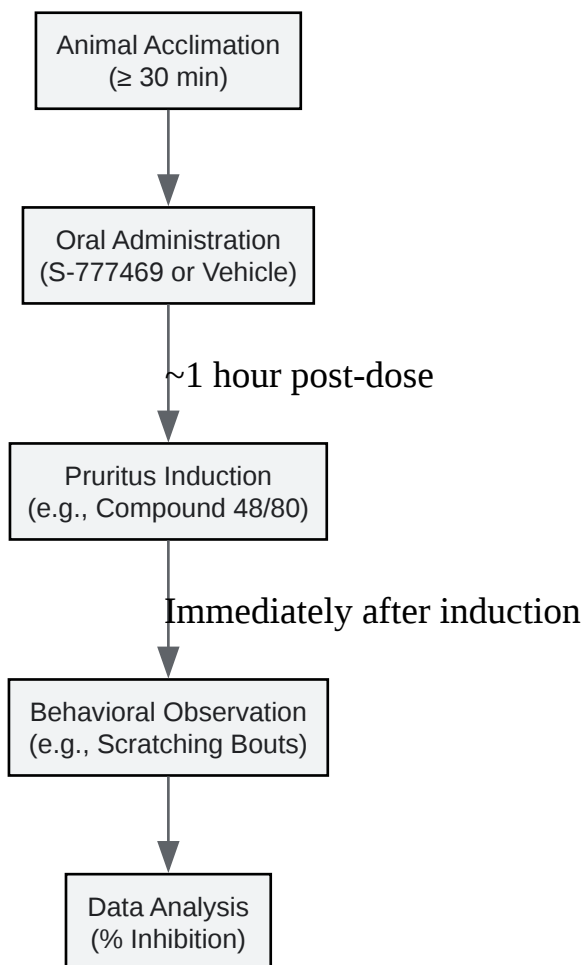 Animal Acclimation
(≥ 30 min)
Oral Administration
(S-777469 or Vehicle)
~1 hour post-dose
Pruritus Induction
(e.g., Compound 48/80)
Immediately after induction
Behavioral Observation
(e.g., Scratching Bouts)
Data Analysis
(% Inhibition)